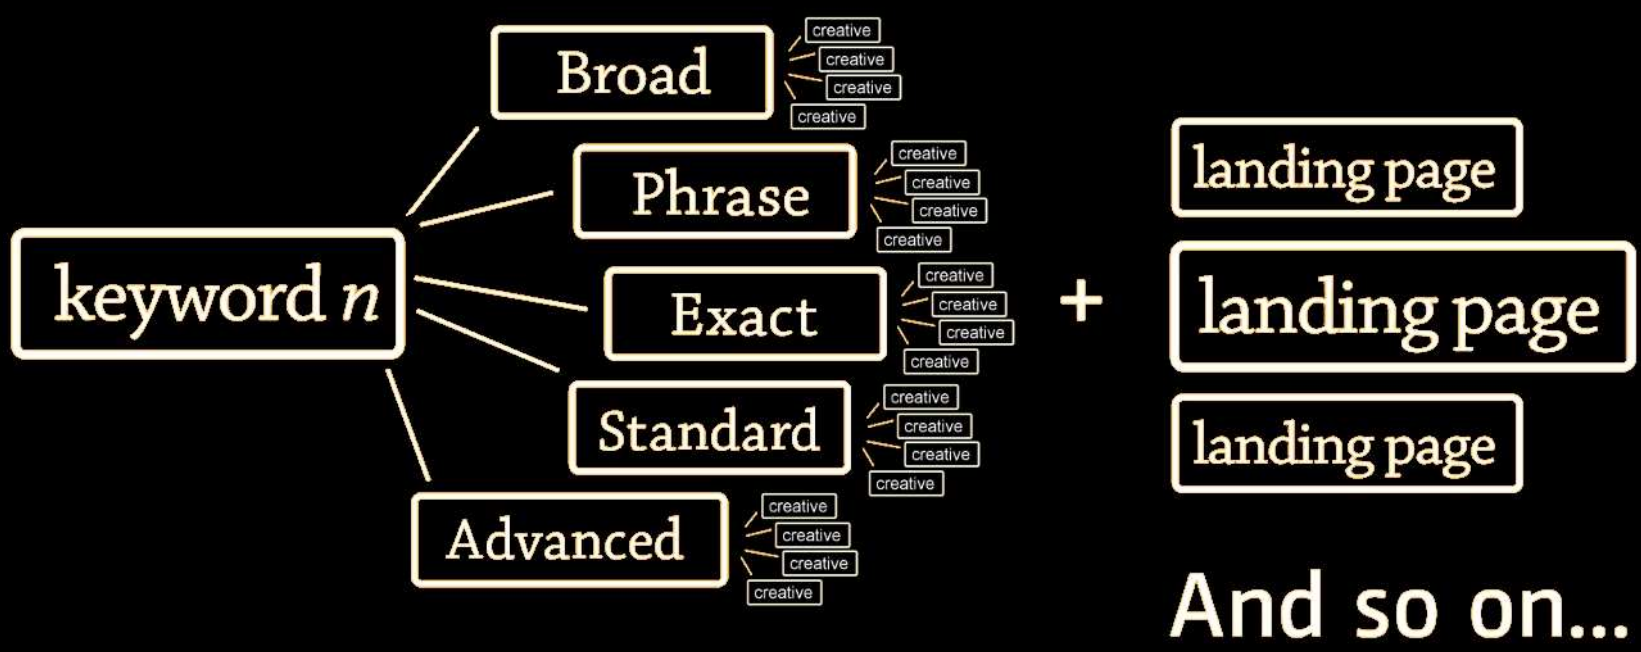 keyword n
Broad
creative
creative
creative
creative
Phrase
creative
creative
creative
creative
Exact
creative
creative
creative
creative
Standard
creative
creative
creative
creative
Advanced
creative
creative
creative
creative
+
landing page
landing page
landing page
And so on...